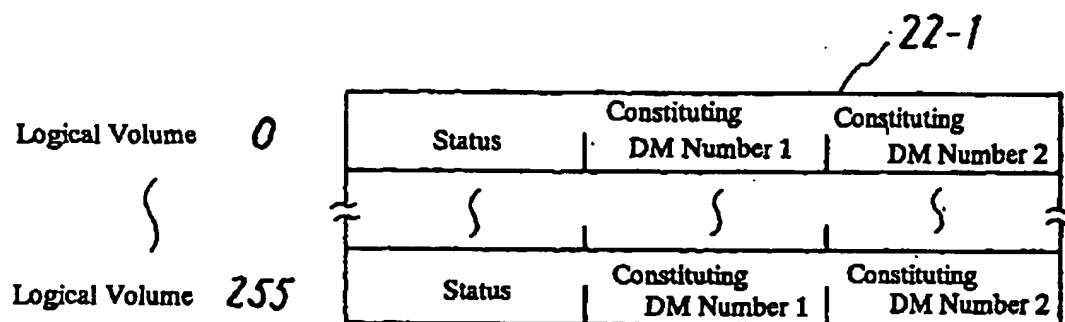 22-1
Logical Volume 0
Status
Constituting
DM Number 1
Constituting
DM Number 2
Logical Volume 255
Status
Constituting
DM Number 1
Constituting
DM Number 2